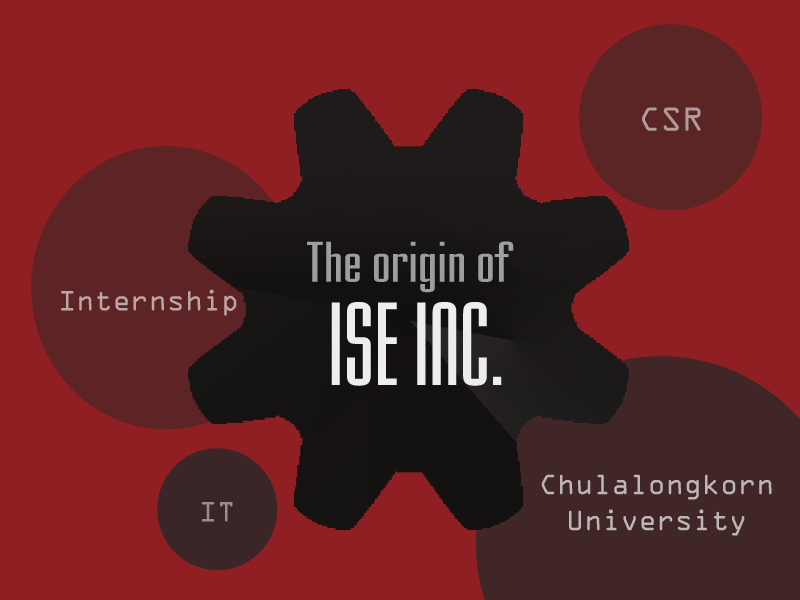 CSR
The origin of
Internship
ISE INC.
Chulalongkorn
University
IT